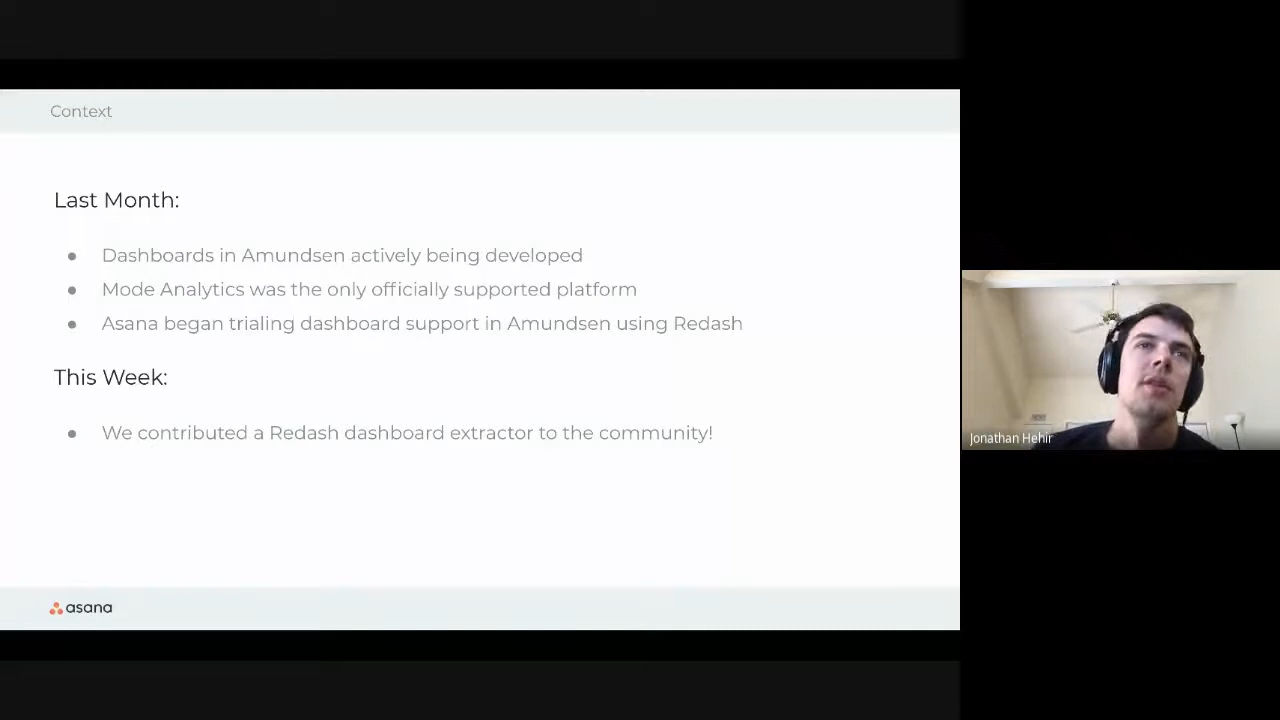 Context
Last Month:
● Dashboards in Amundsen actively being developed
● Mode Analytics was the only officially supported platform
● Asana began trialing dashboard support in Amundsen using Redash
This Week:
● We contributed a Redash dashboard extractor to the community!
asana
Jonathan Hehir